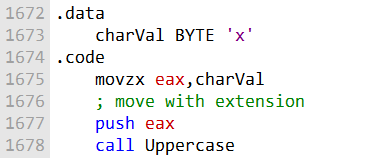 1672 .data
1673     charVal BYTE 'x'
1674 .code
1675     movzx eax,charVal
1676     ; move with extension
1677     push eax
1678     call Uppercase